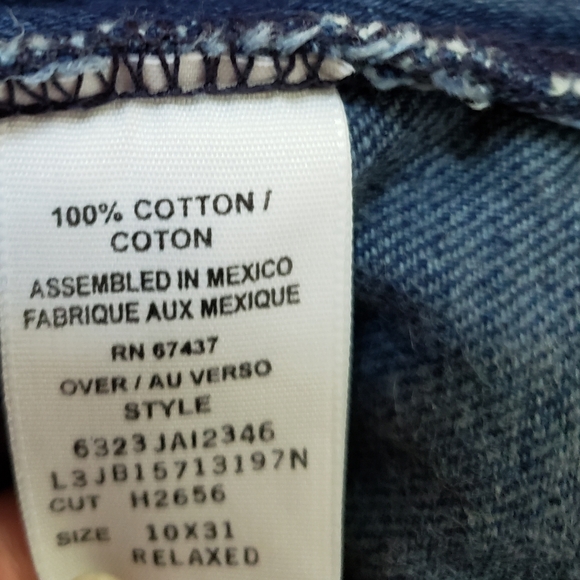 100% COTTON /
COTON
ASSEMBLED IN MEXICO
FABRIQUE AUX MEXIQUE
RN 67437
OVER / AU VERSO
STYLE
6323JAI2346
L3JB15713197N
CUT H2656
SIZE 10X31
RELAXED